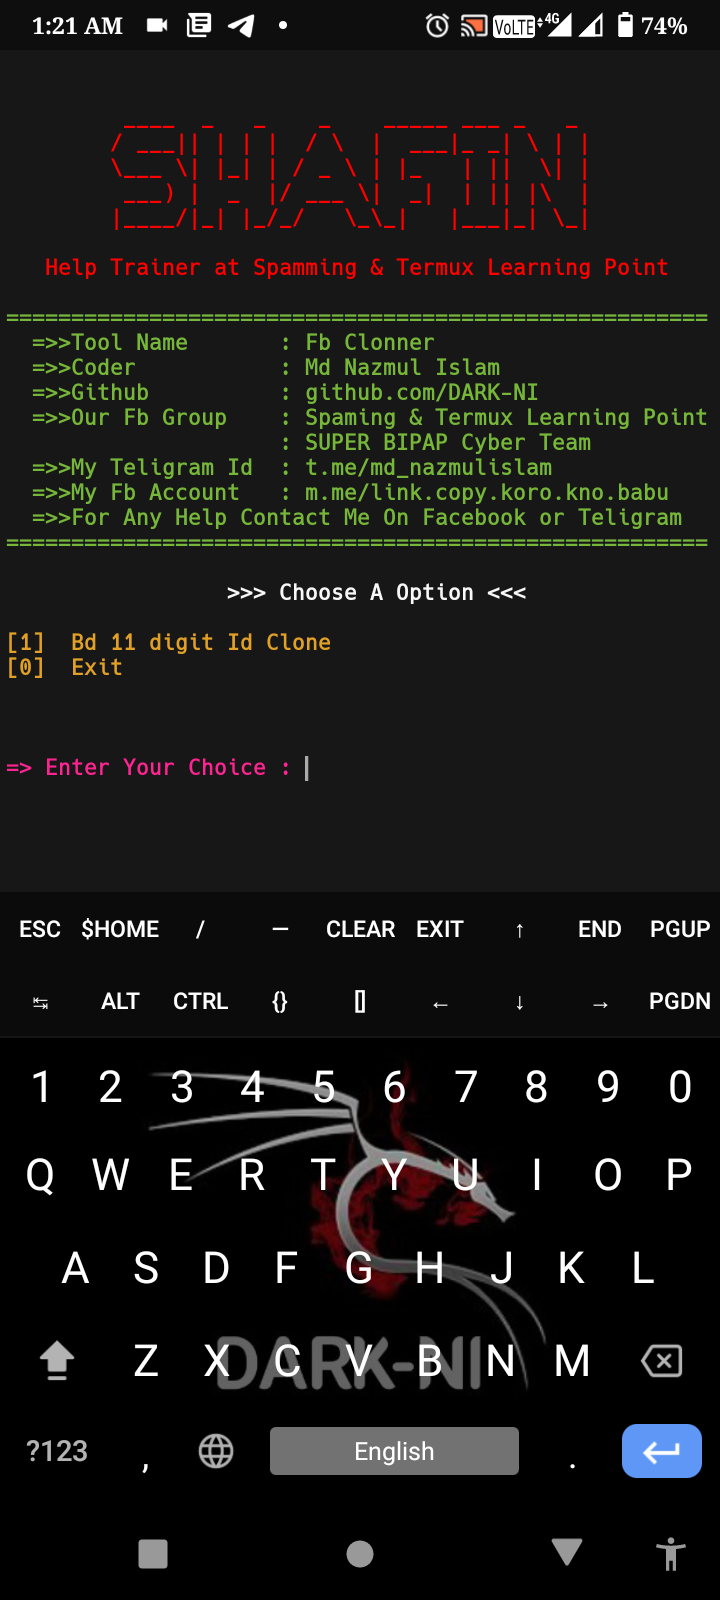 1:21 AM VoLTE 4G 74%
SHAFIN
Help Trainer at Spamming & Termux Learning Point
======================================================
=>>Tool Name : Fb Clonner
=>>Coder : Md Nazmul Islam
=>>Github : github.com/DARK-NI
=>>Our Fb Group : Spaming & Termux Learning Point
: SUPER BIPAP Cyber Team
=>>My Teligram Id : t.me/md_nazmulislam
=>>My Fb Account : m.me/link.copy.koro.kno.babu
=>>For Any Help Contact Me On Facebook or Teligram
======================================================
>>> Choose A Option <<<
[1] Bd 11 digit Id Clone
[0] Exit
=> Enter Your Choice :
ESC $HOME / — CLEAR EXIT ↑ END PGUP
↹ ALT CTRL {} [] ← ↓ → PGDN
1 2 3 4 5 6 7 8 9 0
Q W E R T Y U I O P
A S D F G H J K L
Z X C V B N M
DARK-NI
?123 , English .